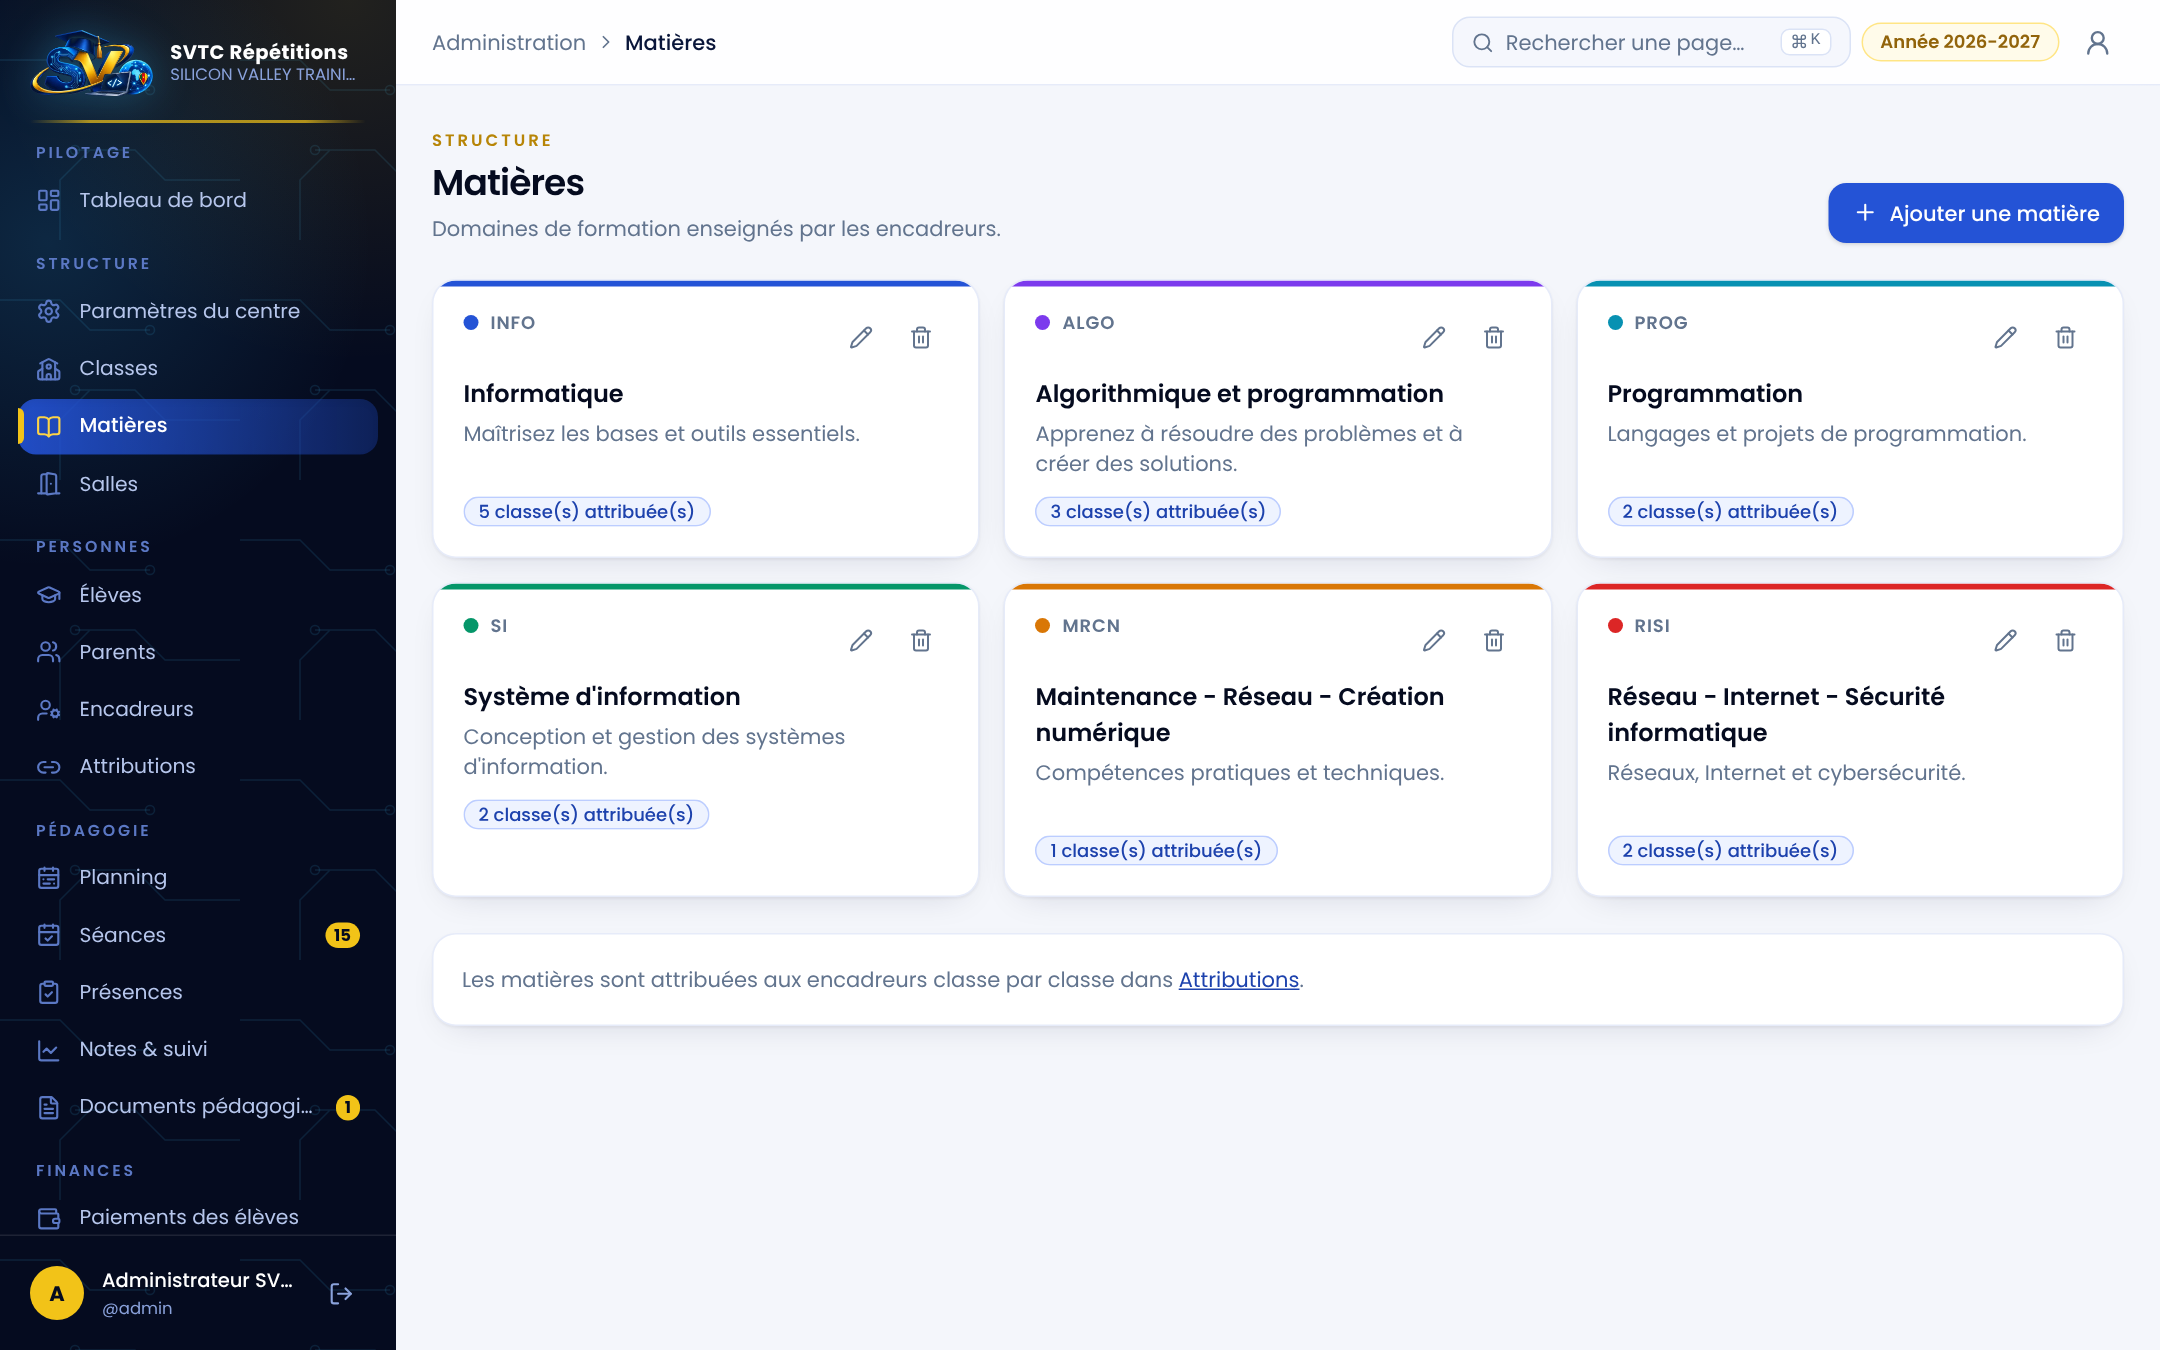 SVTC Répétitions
SILICON VALLEY TRAINI...
PILOTAGE
Tableau de bord
STRUCTURE
Paramètres du centre
Classes
Matières
Salles
PERSONNES
Élèves
Parents
Encadreurs
Attributions
PÉDAGOGIE
Planning
Séances 15
Présences
Notes & suivi
Documents pédagogi... 1
FINANCES
Paiements des élèves
A
Administrateur SV...
@admin
Administration > Matières
Rechercher une page... ⌘ K
Année 2026-2027
STRUCTURE
Matières
Domaines de formation enseignés par les encadreurs.
+ Ajouter une matière
INFO
Informatique
Maîtrisez les bases et outils essentiels.
5 classe(s) attribuée(s)
ALGO
Algorithmique et programmation
Apprenez à résoudre des problèmes et à
créer des solutions.
3 classe(s) attribuée(s)
PROG
Programmation
Langages et projets de programmation.
2 classe(s) attribuée(s)
SI
Système d'information
Conception et gestion des systèmes
d'information.
2 classe(s) attribuée(s)
MRCN
Maintenance - Réseau - Création
numérique
Compétences pratiques et techniques.
1 classe(s) attribuée(s)
RISI
Réseau - Internet - Sécurité
informatique
Réseaux, Internet et cybersécurité.
2 classe(s) attribuée(s)
Les matières sont attribuées aux encadreurs classe par classe dans Attributions.